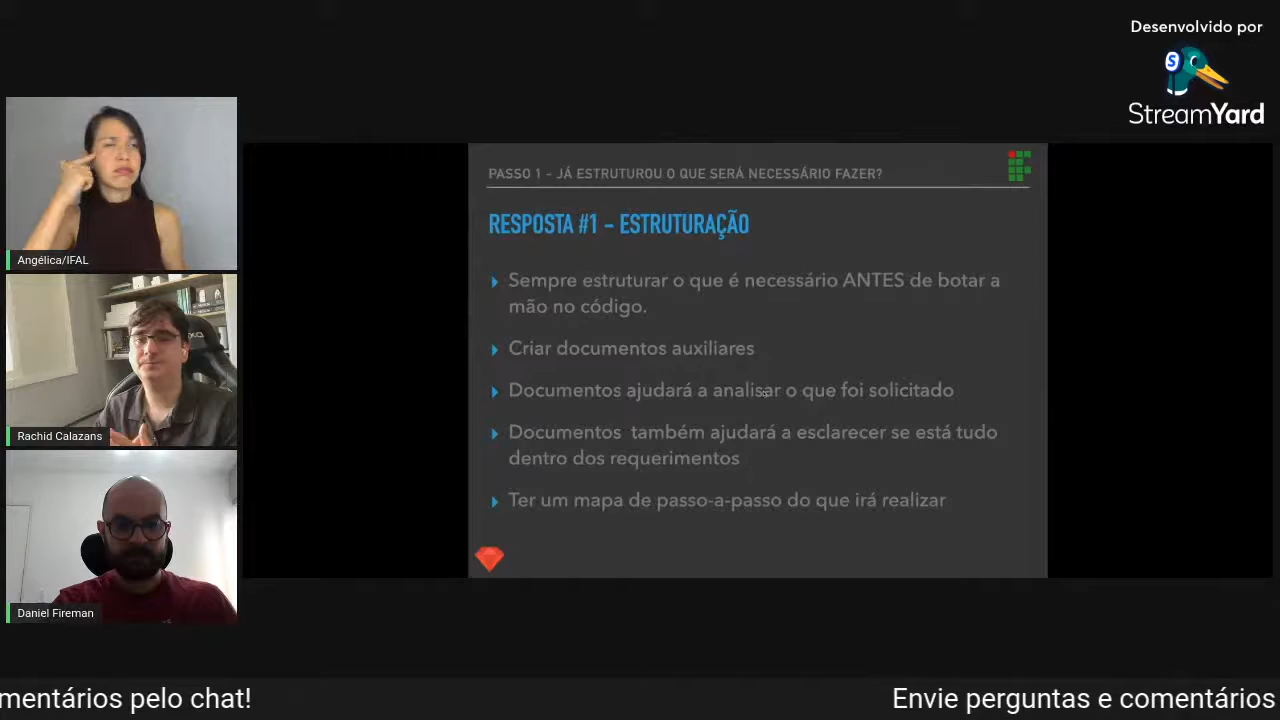 Desenvolvido por
StreamYard
Angélica/IFAL
Rachid Calazans
Daniel Fireman
PASSO 1 - JÁ ESTRUTUROU O QUE SERÁ NECESSÁRIO FAZER?
RESPOSTA #1 - ESTRUTURAÇÃO
Sempre estruturar o que é necessário ANTES de botar a
mão no código.
Criar documentos auxiliares
Documentos ajudará a analisar o que foi solicitado
Documentos também ajudará a esclarecer se está tudo
dentro dos requerimentos
Ter um mapa de passo-a-passo do que irá realizar
mentários pelo chat!
Envie perguntas e comentários